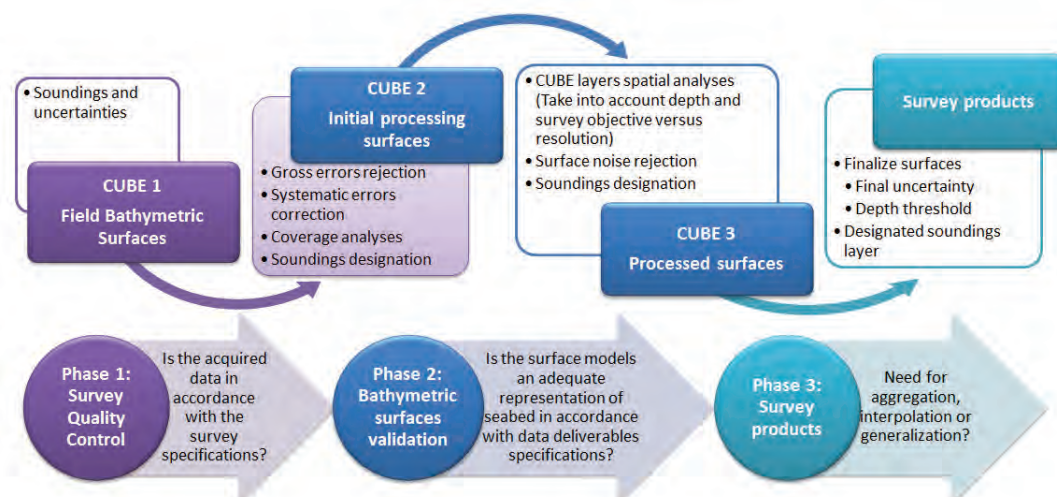 • Soundings and
uncertainties
CUBE 1
Field Bathymetric
Surfaces
CUBE 2
Initial processing
surfaces
• Gross errors rejection
• Systematic errors
correction
• Coverage analyses
• Soundings designation
• CUBE layers spatial analyses
(Take into account depth and
survey objective versus
resolution)
• Surface noise rejection
• Soundings designation
CUBE 3
Processed surfaces
Survey products
• Finalize surfaces
• Final uncertainty
• Depth threshold
• Designated soundings
layer
Phase 1:
Survey
Quality
Control
Is the acquired
data in
accordance
with the
survey
specifications?
Phase 2:
Bathymetric
surfaces
validation
Is the surface models
an adequate
representation of
seabed in accordance
with data deliverables
specifications?
Phase 3:
Survey
products
Need for
aggregation,
interpolation or
generalization?